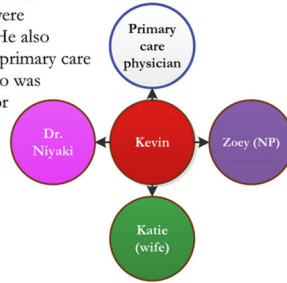 were
He also
primary care
o was
or
Primary
care
physician
Dr.
Niyaki
Kevin
Zoey (NP)
Katie
(wife)